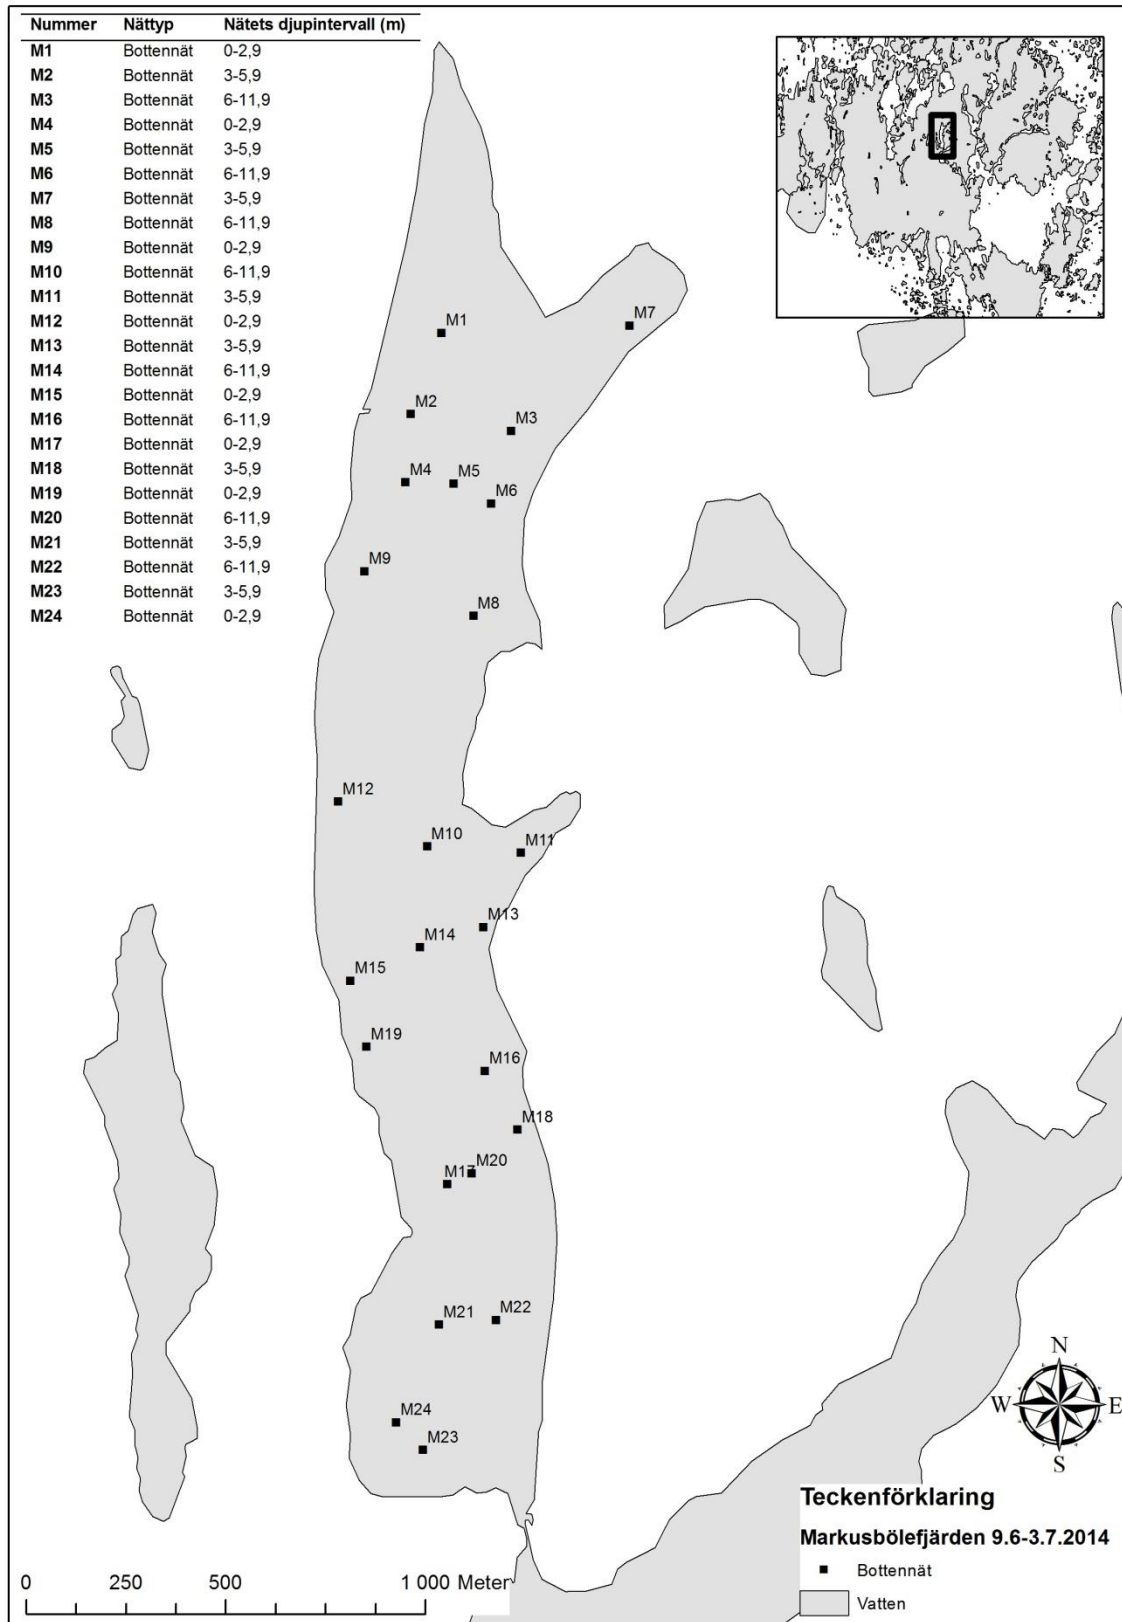 Nummer Nättyp Nätets djupintervall (m)
M1 Bottennät 0-2,9
M2 Bottennät 3-5,9
M3 Bottennät 6-11,9
M4 Bottennät 0-2,9
M5 Bottennät 3-5,9
M6 Bottennät 6-11,9
M7 Bottennät 3-5,9
M8 Bottennät 6-11,9
M9 Bottennät 0-2,9
M10 Bottennät 6-11,9
M11 Bottennät 3-5,9
M12 Bottennät 0-2,9
M13 Bottennät 3-5,9
M14 Bottennät 6-11,9
M15 Bottennät 0-2,9
M16 Bottennät 6-11,9
M17 Bottennät 0-2,9
M18 Bottennät 3-5,9
M19 Bottennät 0-2,9
M20 Bottennät 6-11,9
M21 Bottennät 3-5,9
M22 Bottennät 6-11,9
M23 Bottennät 3-5,9
M24 Bottennät 0-2,9
M1
M7
M2
M3
M4
M5
M6
M9
M8
M12
M10
M11
M13
M14
M15
M19
M16
M18
M20
M17
M21
M22
M24
M23
N
W E
S
Teckenförklaring
Markusbölefjärden 9.6-3.7.2014
Bottennät
Vatten
0 250 500 1 000 Meter